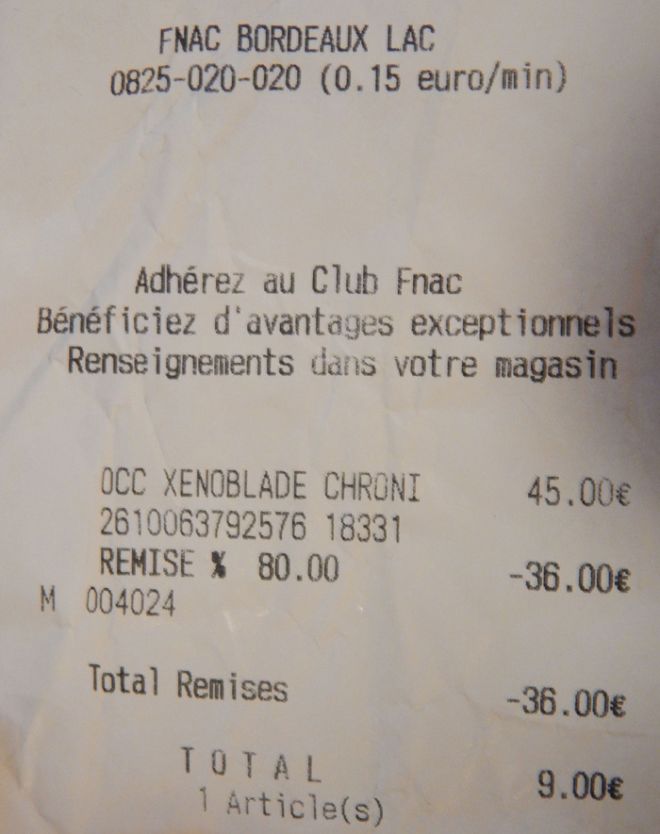 FNAC BORDEAUX LAC
0825-020-020 (0.15 euro/min)
Adhérez au Club Fnac
Bénéficiez d'avantages exceptionnels
Renseignements dans votre magasin
OCC XENOBLADE CHRONI 45.00€
2610063792576 18331
REMISE % 80.00 -36.00€
M 004024
Total Remises -36.00€
TOTAL 9.00€
1 Article(s)